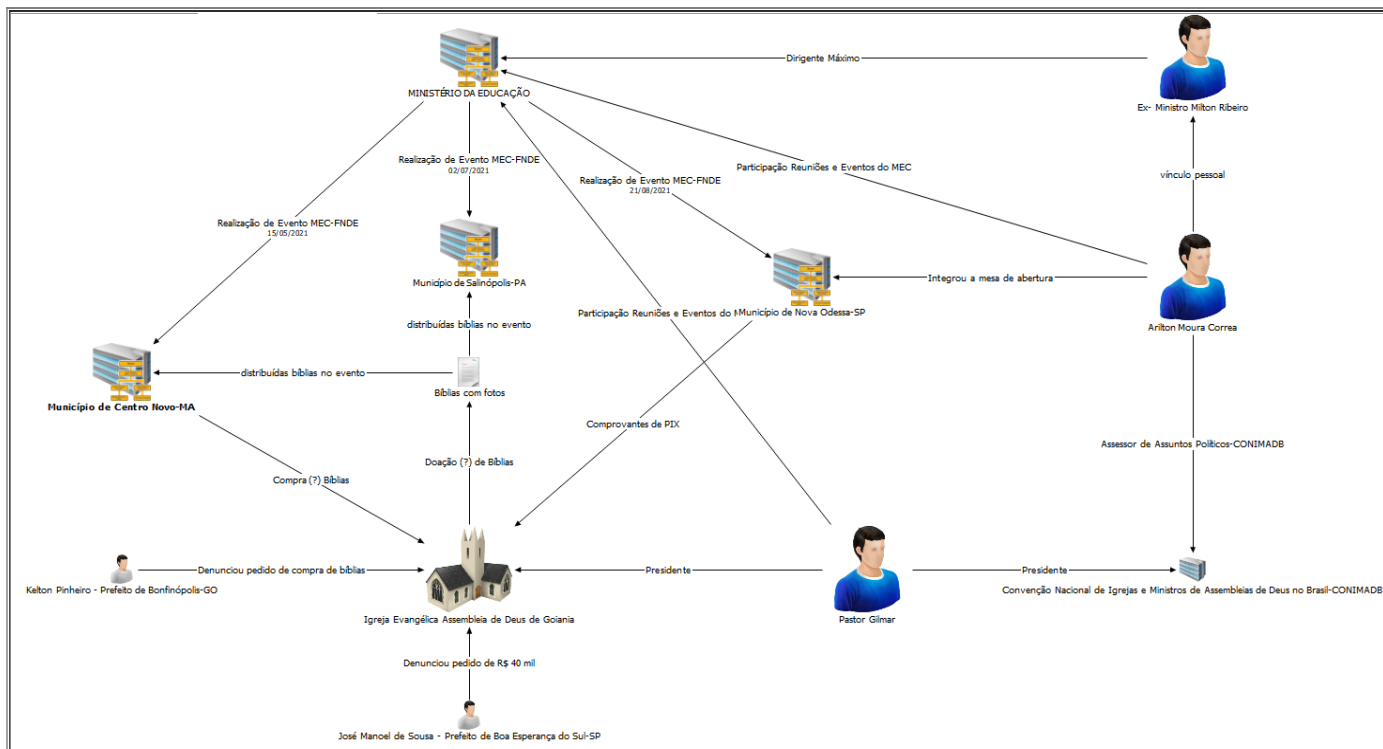 Dirigente Máximo
MINISTÉRIO DA EDUCAÇÃO
Ex- Ministro Milton Ribeiro
Realização de Evento MEC-FNDE
02/07/2021
Participação Reuniões e Eventos do MEC
Realização de Evento MEC-FNDE
21/08/2021
vínculo pessoal
Realização de Evento MEC-FNDE
15/05/2021
Município de Salinópolis-PA
Integrou a mesa de abertura
Participação Reuniões e Eventos do
Município de Nova Odessa-SP
Arilton Moura Correa
distribuídas bíblias no evento
distribuídas bíblias no evento
Bíblias com fotos
Município de Centro Novo-MA
Comprovantes de PIX
Assessor de Assuntos Políticos-CONIMADB
Doação (?) de Bíblias
Compra (?) Bíblias
Denunciou pedido de compra de bíblias
Presidente
Presidente
Kelton Pinheiro - Prefeito de Bonfinópolis-GO
Convenção Nacional de Igrejas e Ministros de Assembleias de Deus no Brasil-CONIMADB
Igreja Evangélica Assembleia de Deus de Goiania
Pastor Gilmar
Denunciou pedido de R$ 40 mil
José Manoel de Sousa - Prefeito de Boa Esperança do Sul-SP